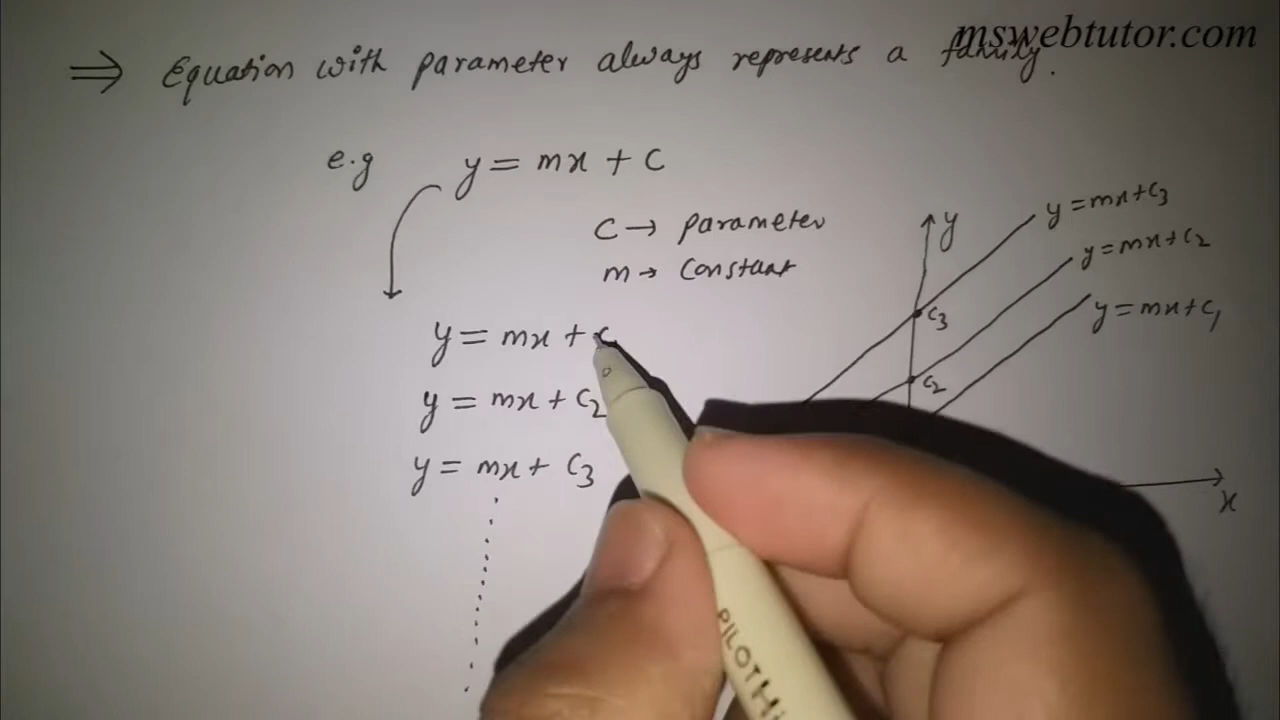 mswebtutor.com
⇒ Equation with parameter always represents a family.
e.g y = mx + c
c → parameter
m → constant
y = mx + c
y = mx + c₂
y = mx + c₃
y
y = mx + c₃
y = mx + c₂
y = mx + c₁
c₃
c₂
x
PILOT Hi